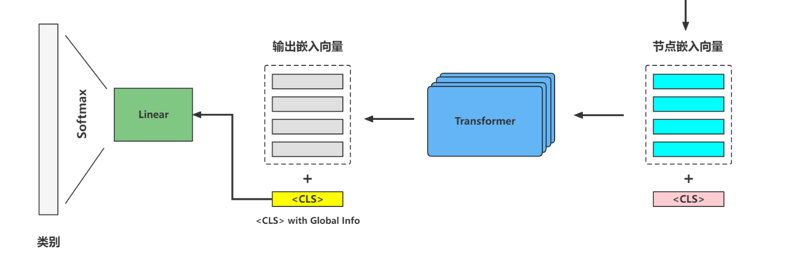 输出嵌入向量
节点嵌入向量
Softmax
Linear
Transformer
+
+
<CLS>
<CLS>
<CLS> with Global Info
类别